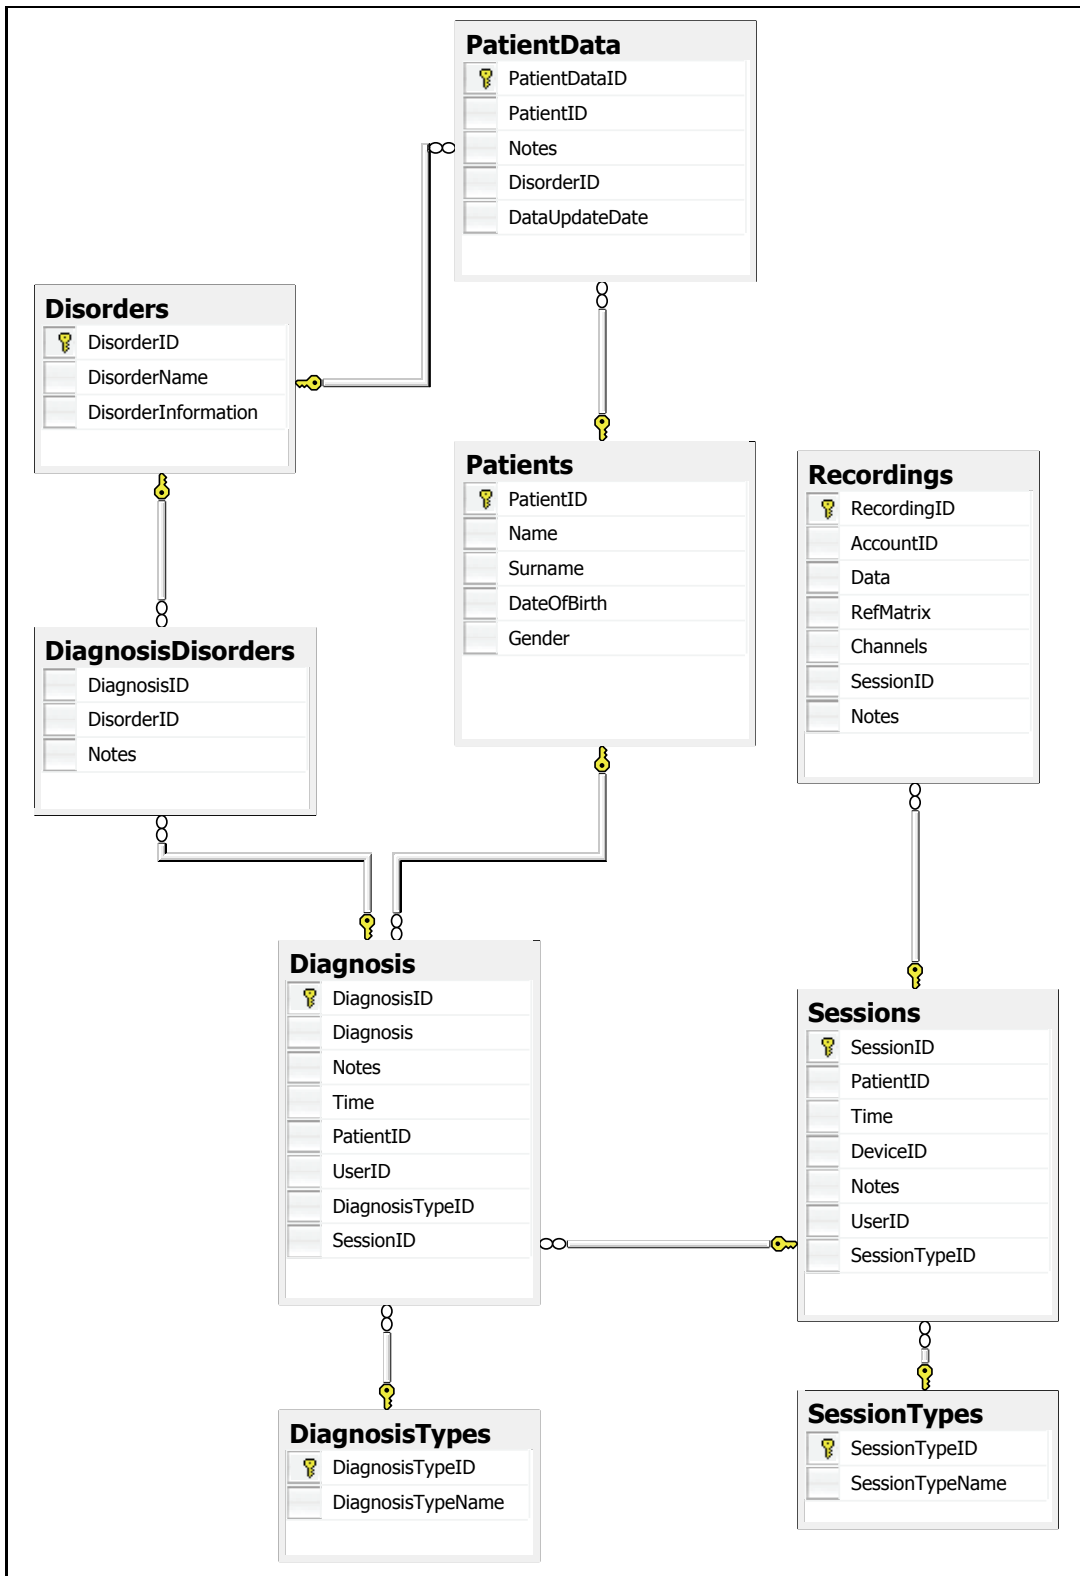 PatientData
PatientDataID
PatientID
Notes
DisorderID
DataUpdateDate
Disorders
DisorderID
DisorderName
DisorderInformation
Patients
PatientID
Name
Surname
DateOfBirth
Gender
Recordings
RecordingID
AccountID
Data
RefMatrix
Channels
SessionID
Notes
DiagnosisDisorders
DiagnosisID
DisorderID
Notes
Diagnosis
DiagnosisID
Diagnosis
Notes
Time
PatientID
UserID
DiagnosisTypeID
SessionID
Sessions
SessionID
PatientID
Time
DeviceID
Notes
UserID
SessionTypeID
DiagnosisTypes
DiagnosisTypeID
DiagnosisTypeName
SessionTypes
SessionTypeID
SessionTypeName